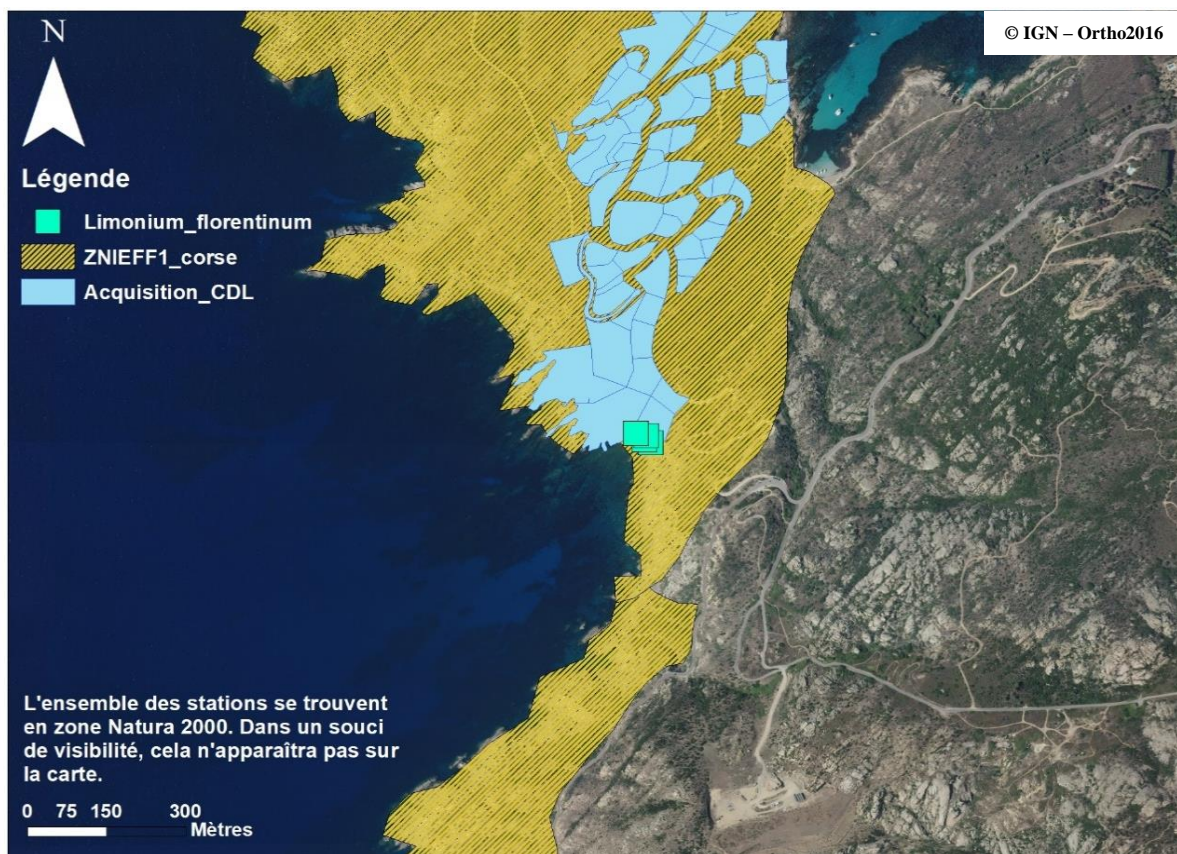 © IGN – Ortho2016
N
Légende
Limonium_florentinum
ZNIEFF1_corse
Acquisition_CDL
L'ensemble des stations se trouvent
en zone Natura 2000. Dans un souci
de visibilité, cela n'apparaîtra pas sur
la carte.
0 75 150 300
Mètres